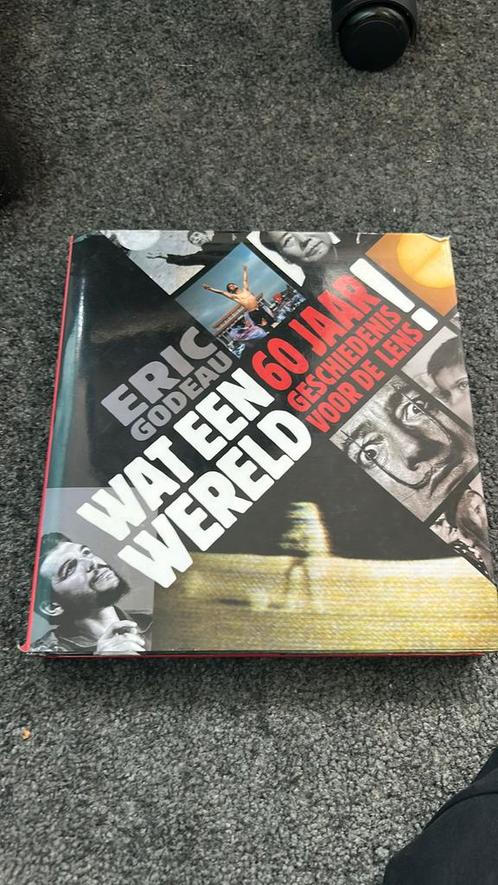 ERIC
GODEAU
WAT EEN
WERELD!
60 JAAR
GESCHIEDENIS
VOOR DE LENS